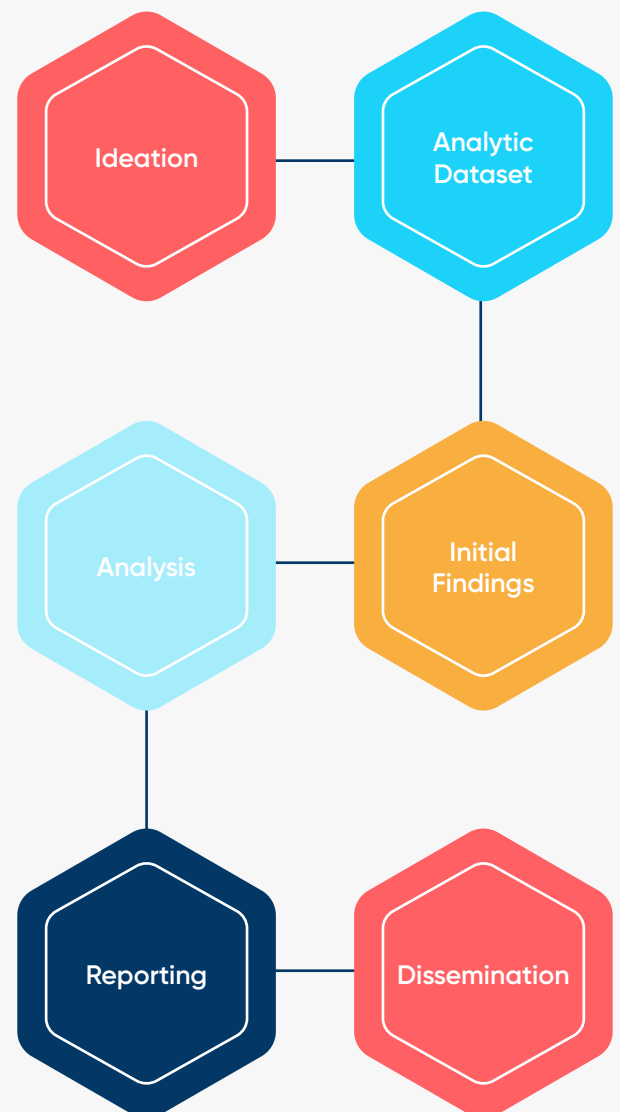 Ideation
Analytic
Dataset
Analysis
Initial
Findings
Reporting
Dissemination